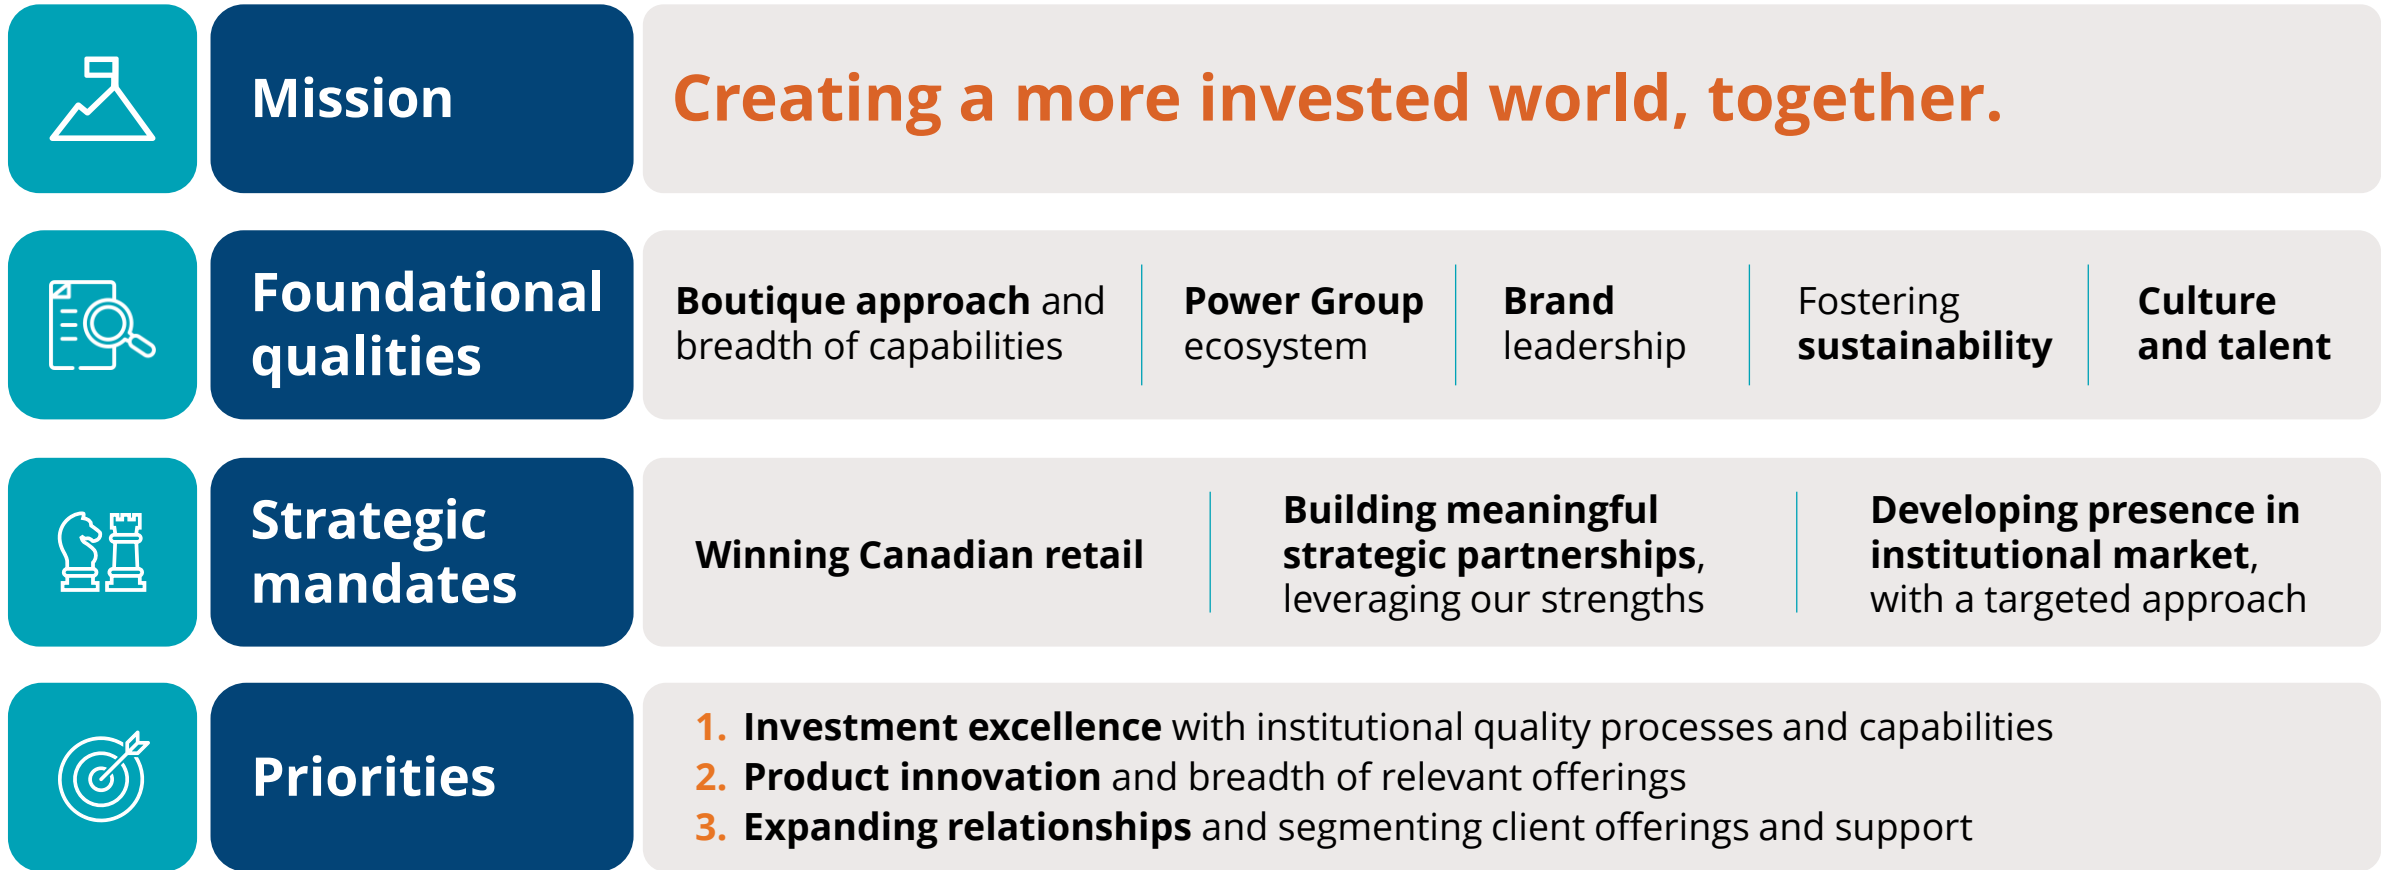 Mission
Creating a more invested world, together.
Foundational
qualities
Boutique approach and
breadth of capabilities
Power Group
ecosystem
Brand
leadership
Fostering
sustainability
Culture
and talent
Strategic
mandates
Winning Canadian retail
Building meaningful
strategic partnerships,
leveraging our strengths
Developing presence in
institutional market,
with a targeted approach
Priorities
1. Investment excellence with institutional quality processes and capabilities
2. Product innovation and breadth of relevant offerings
3. Expanding relationships and segmenting client offerings and support